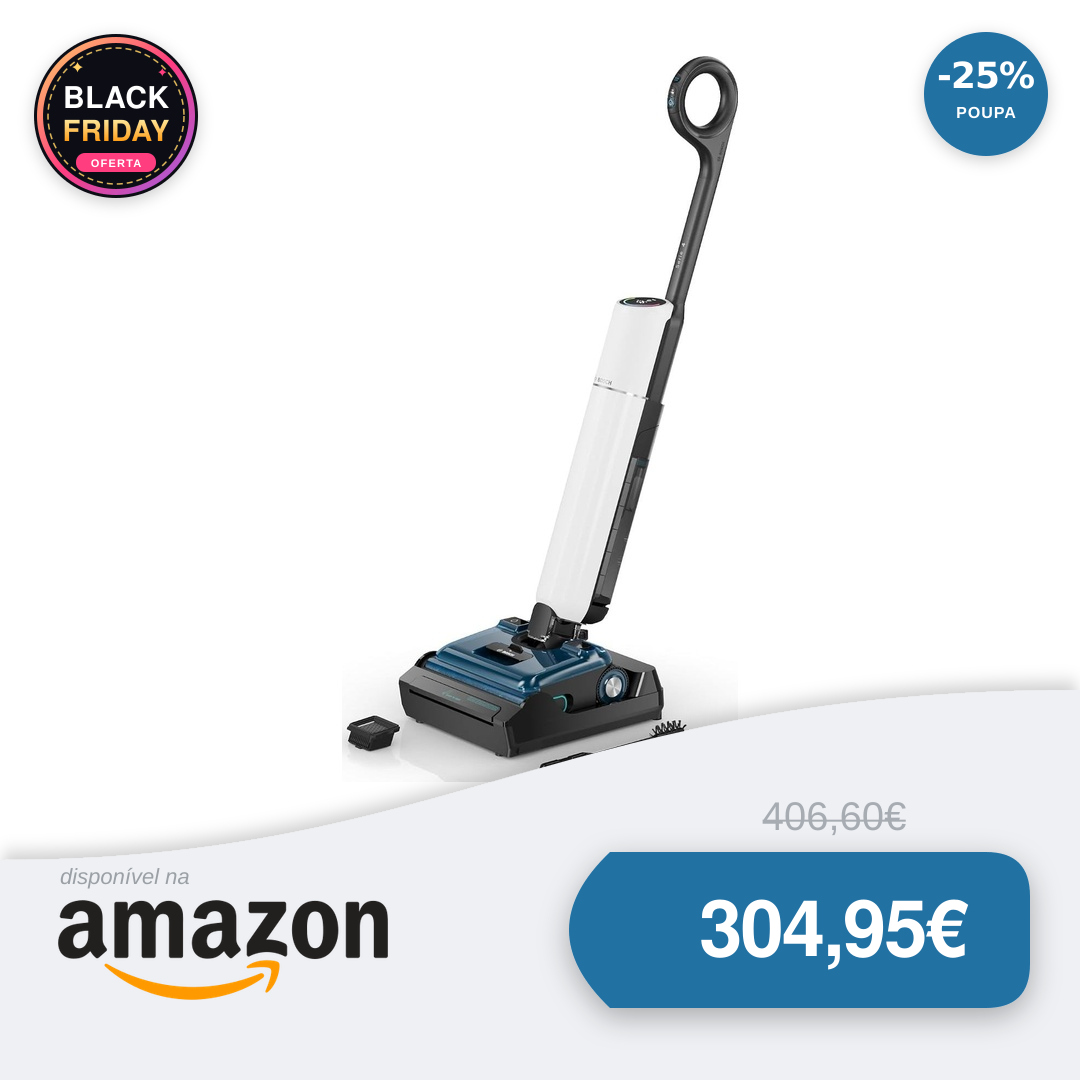 BLACK
FRIDAY
OFERTA
-25%
POUPA
406,60€
304,95€
disponível na
amazon